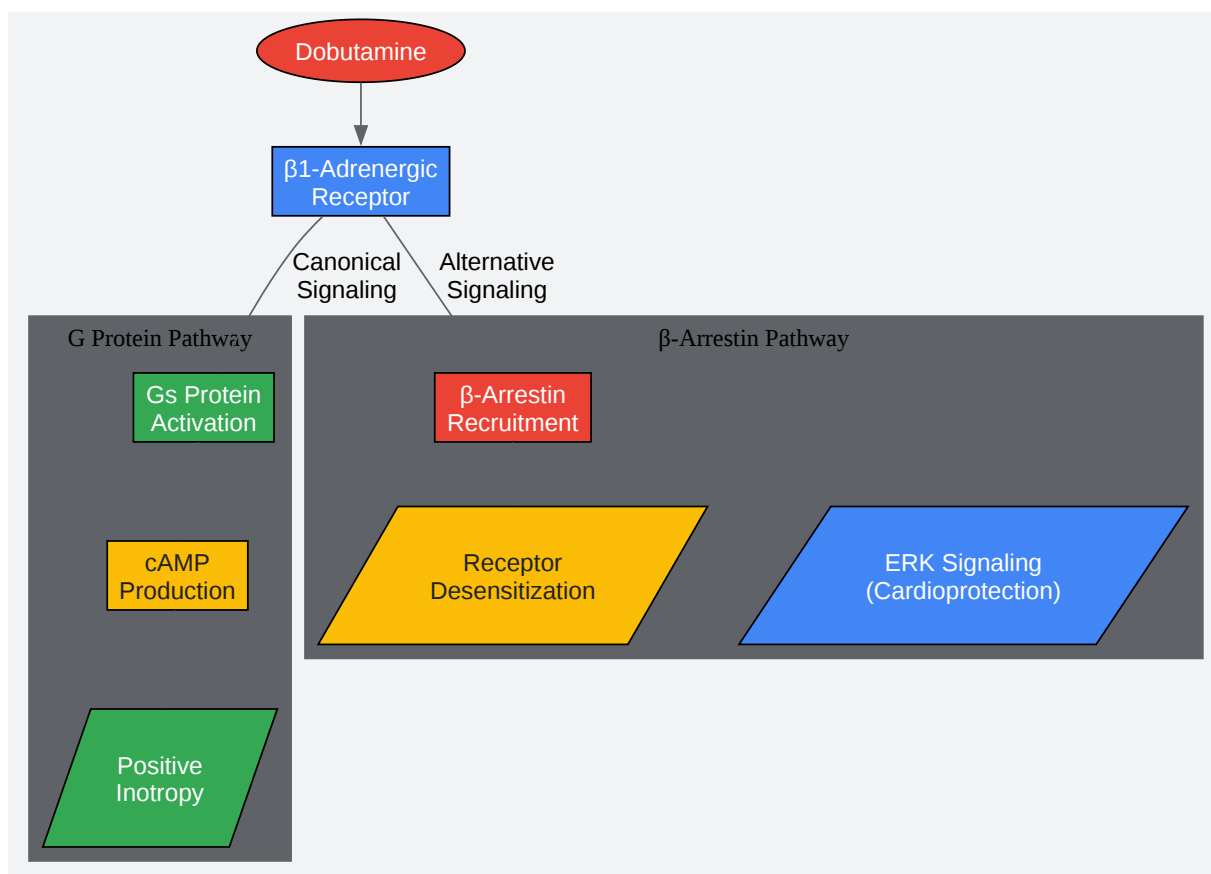 Dobutamine
β1-Adrenergic
Receptor
Canonical
Signaling
Alternative
Signaling
G Protein Pathway
Gs Protein
Activation
cAMP
Production
Positive
Inotropy
β-Arrestin Pathway
β-Arrestin
Recruitment
Receptor
Desensitization
ERK Signaling
(Cardioprotection)